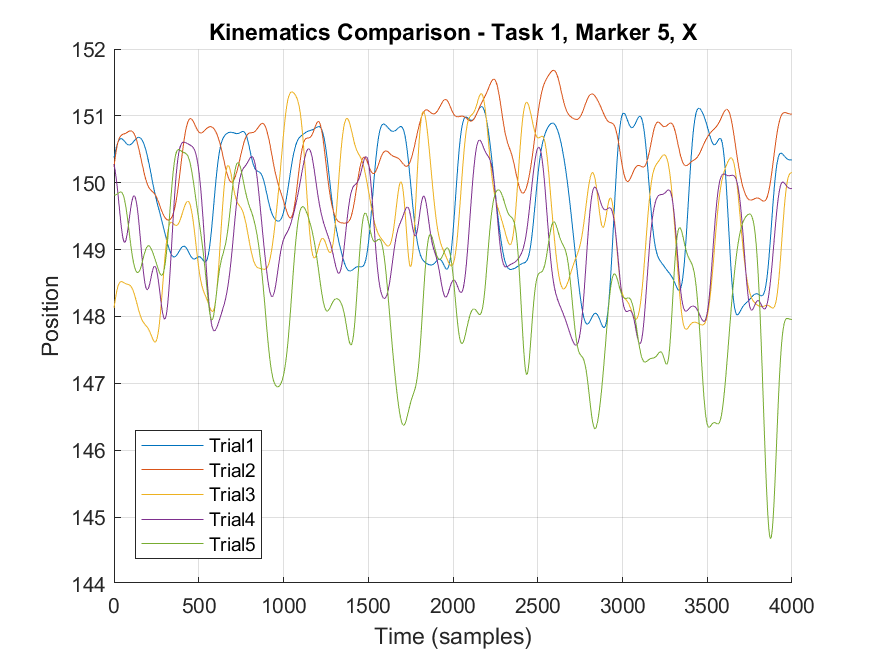 Kinematics Comparison - Task 1, Marker 5, X
152
151
150
149
148
147
146
145
144
Position
Trial1
Trial2
Trial3
Trial4
Trial5
0
500
1000
1500
2000
2500
3000
3500
4000
Time (samples)